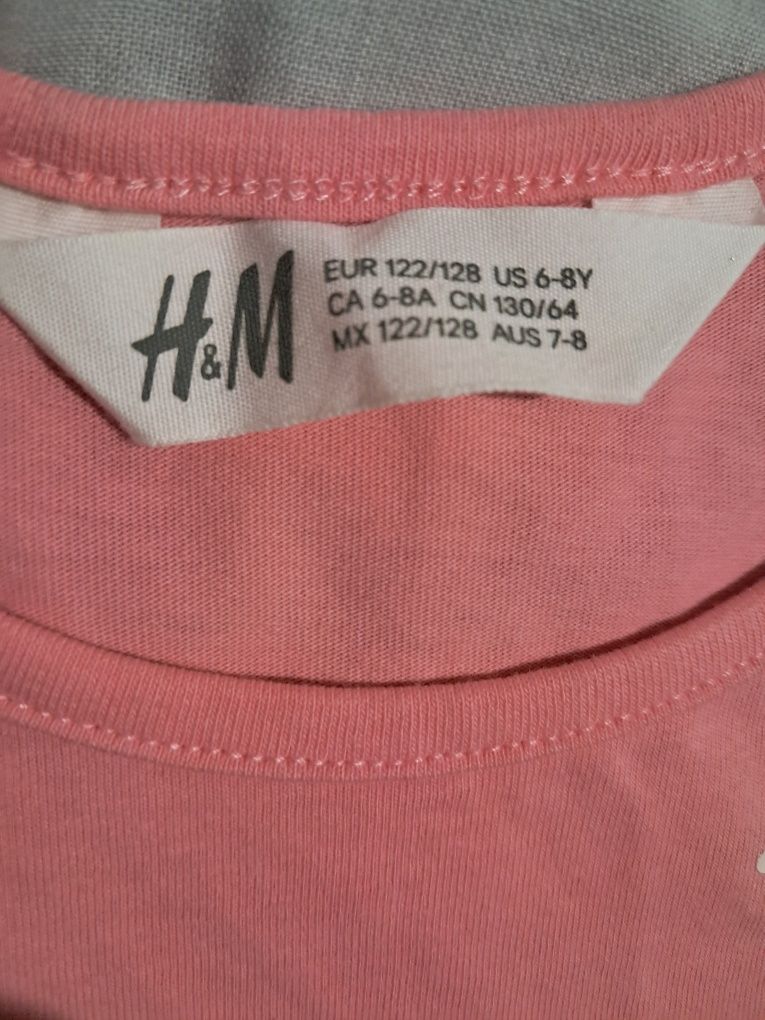 H&M
EUR 122/128 US 6-8Y
CA 6-8A CN 130/64
MX 122/128 AUS 7-8